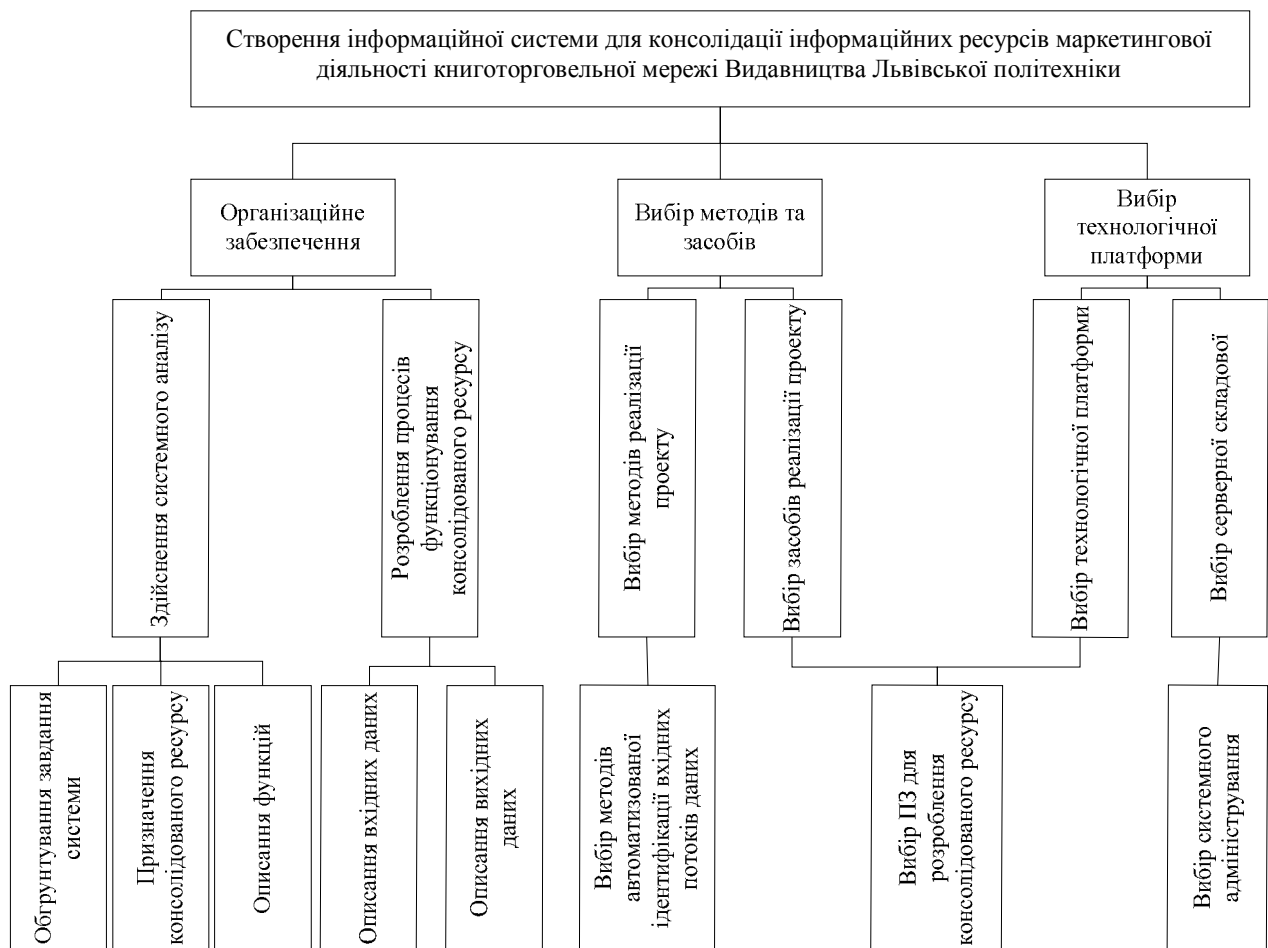 Створення інформаційної системи для консолідації інформаційних ресурсів маркетингової
діяльності книготорговельної мережі Видавництва Львівської політехніки
Організаційне
забезпечення
Вибір методів та
засобів
Вибір
технологічної
платформи
Здійснення системного аналізу
Розроблення процесів
функціонування
консолідованого ресурсу
Вибір методів реалізації
проекту
Вибір засобів реалізації проекту
Вибір технологічної платформи
Вибір серверної складової
Обгрунтування завдання
системи
Призначення
консолідованого ресурсу
Описання функцій
Описання вхідних даних
Описання вихідних
даних
Вибір методів
автоматизованої
ідентифікації вхідних
потоків даних
Вибір ПЗ для
розроблення
консолідованого ресурсу
Вибір системного
адміністрування